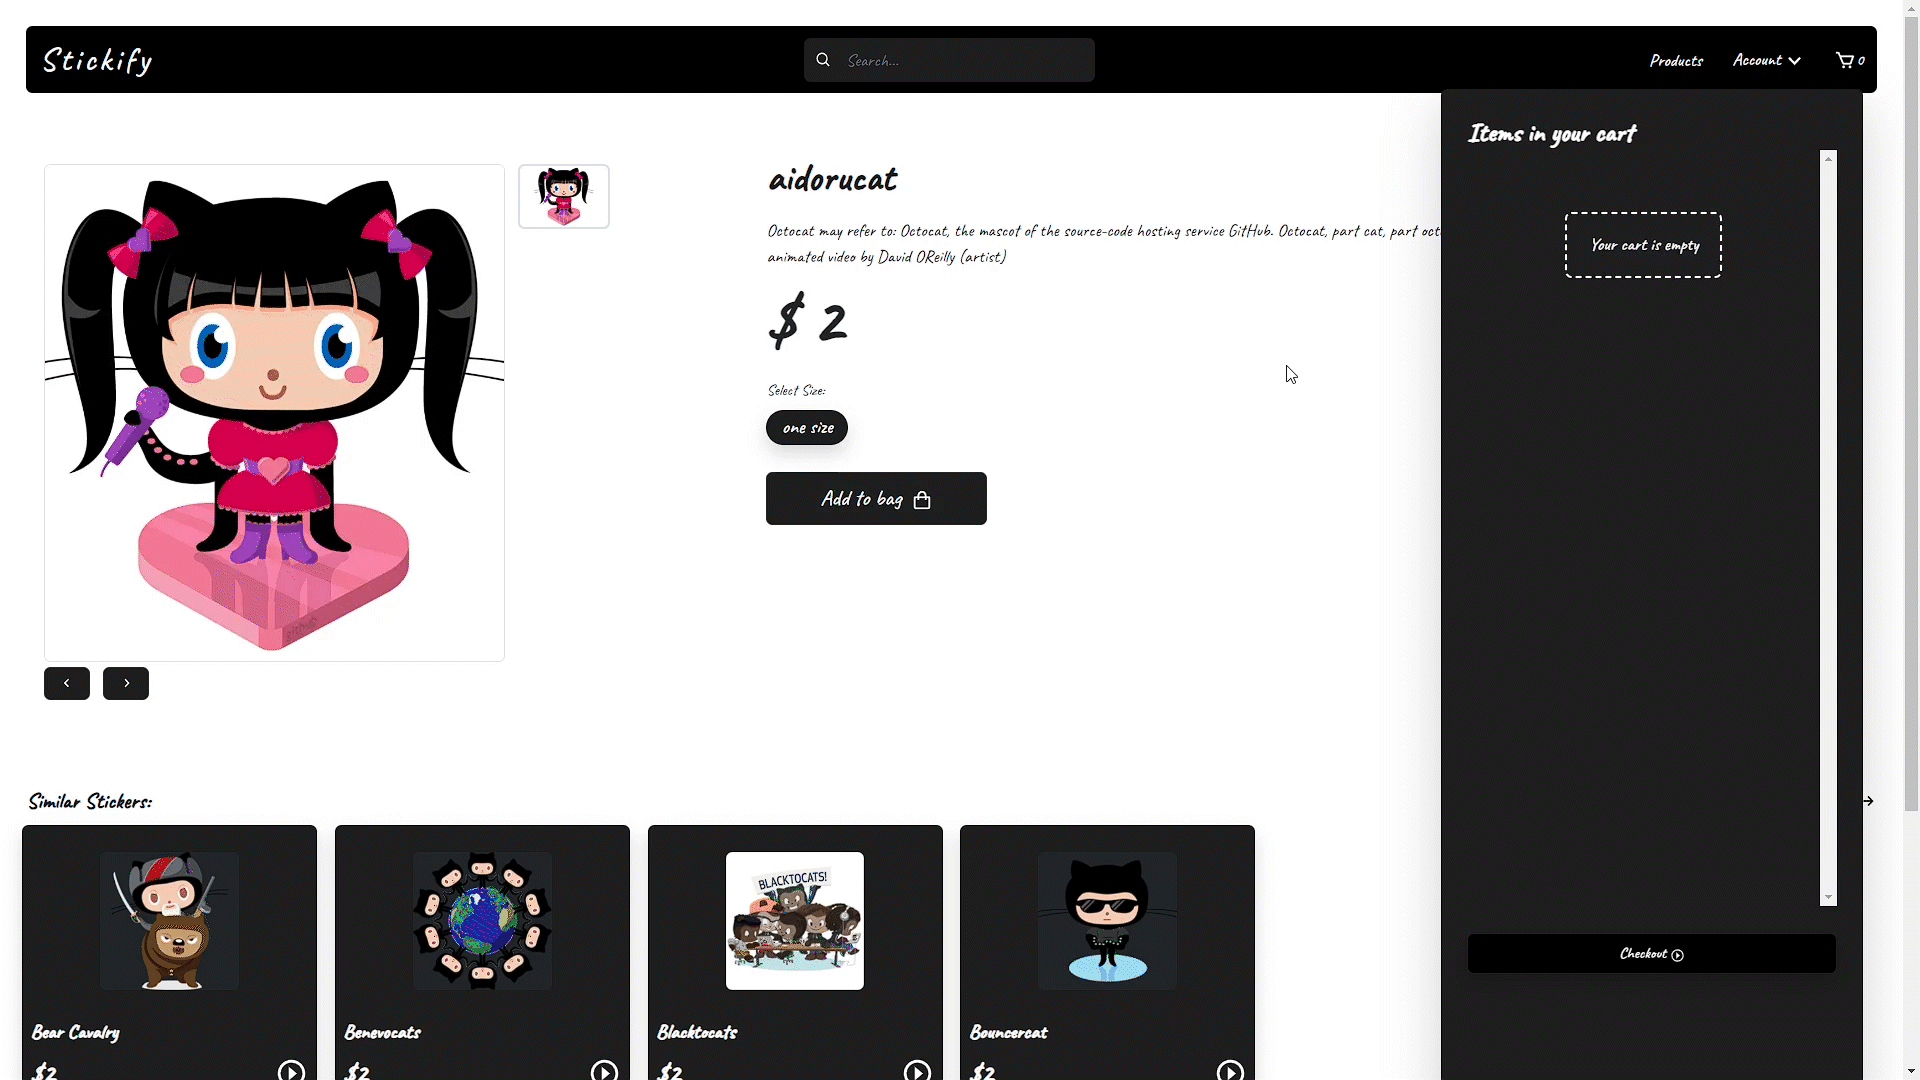 Stickify
Search...
Products
Account
0
Items in your cart
Your cart is empty
aidorucat
Octocat may refer to: Octocat, the mascot of the source-code hosting service GitHub. Octocat, part cat, part oct
animated video by David OReilly (artist)
$ 2
Select Size:
one size
Add to bag
Similar Stickers:
BLACKTOCATS!
Bear Cavalry
Benevocats
Blacktocats
Bouncercat
$2
$2
$2
$2
Checkout